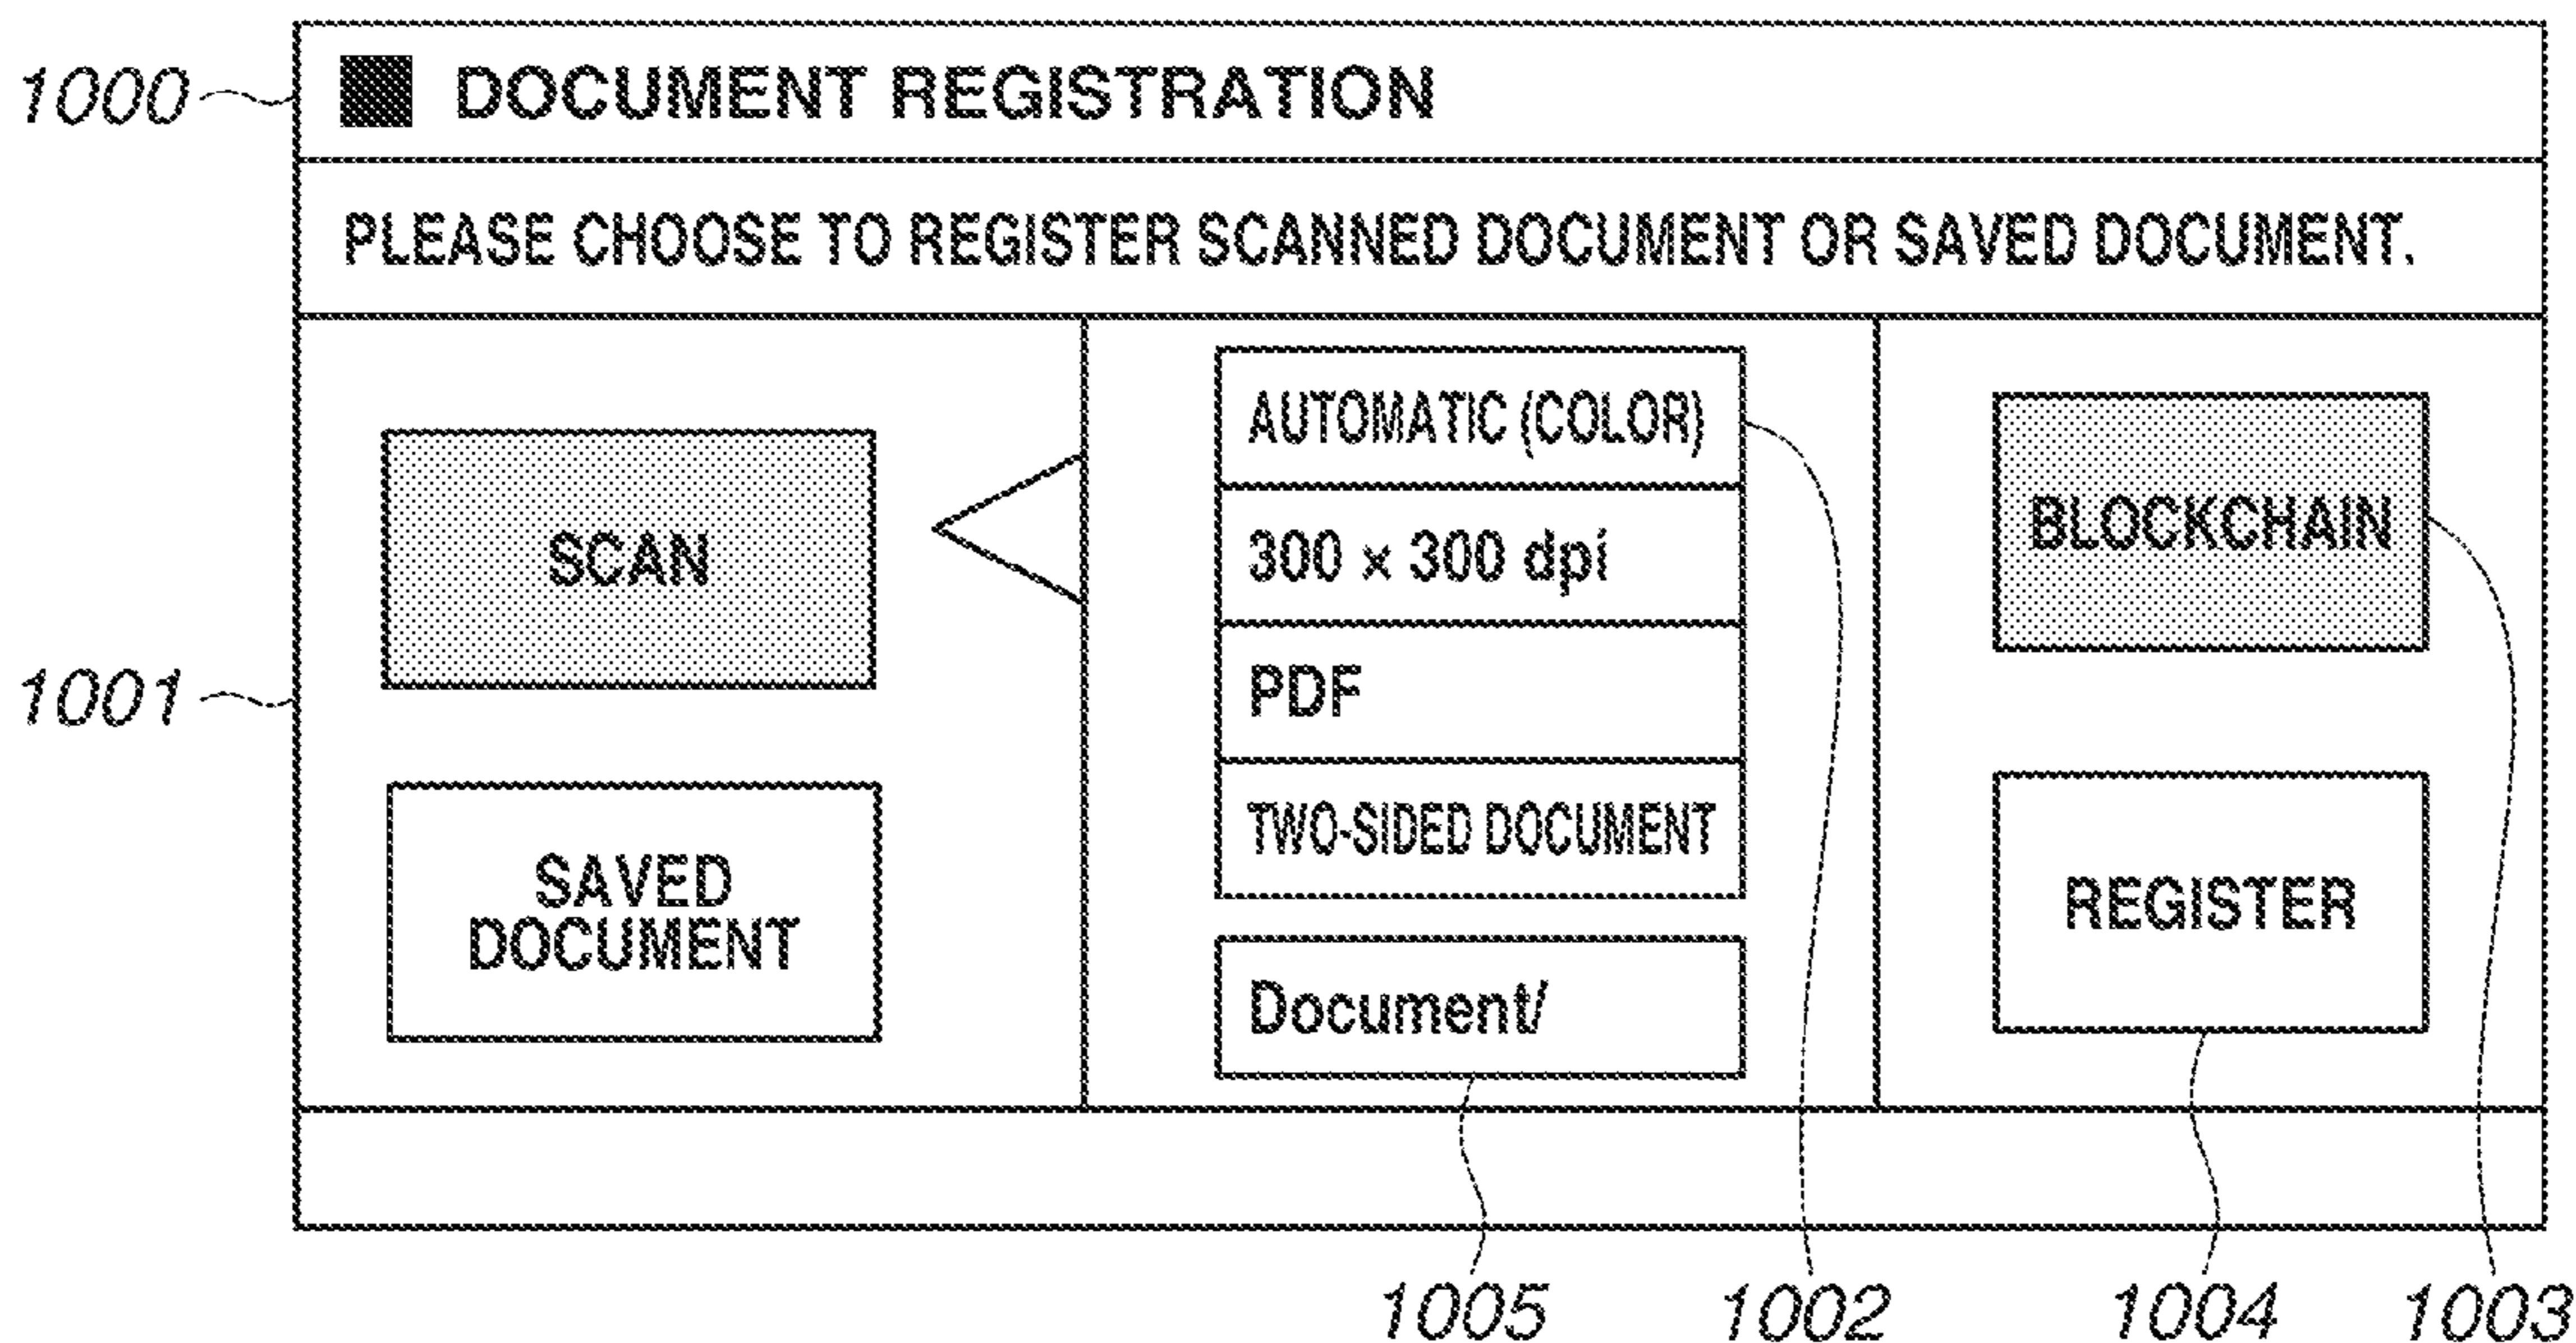 1000
DOCUMENT REGISTRATION
PLEASE CHOOSE TO REGISTER SCANNED DOCUMENT OR SAVED DOCUMENT.
1001
SCAN
SAVED
DOCUMENT
AUTOMATIC (COLOR)
300 × 300 dpi
PDF
TWO-SIDED DOCUMENT
Document/
BLOCKCHAIN
REGISTER
1005
1002
1004
1003